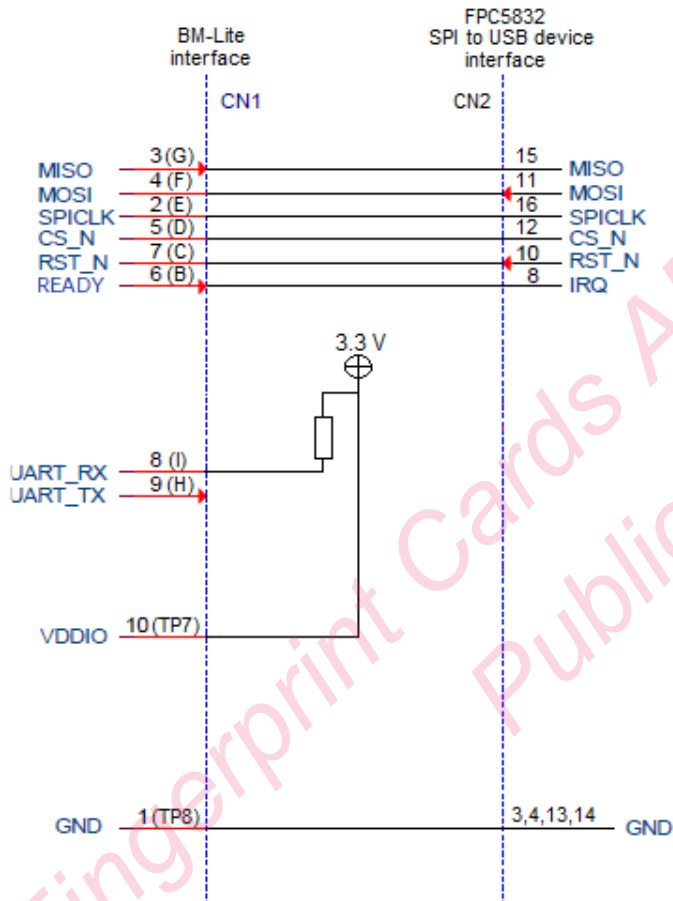 BM-Lite
interface
FPC5832
SPI to USB device
interface
CN1
CN2
MISO 3 (G) 15 MISO
MOSI 4 (F) 11 MOSI
SPICLK 2 (E) 16 SPICLK
CS_N 5 (D) 12 CS_N
RST_N 7 (C) 10 RST_N
READY 6 (B) 8 IRQ
3.3 V
UART_RX 8 (I)
UART_TX 9 (H)
VDDIO 10 (TP7)
GND 1 (TP8) 3,4,13,14 GND
Fingerprint Cards A
Public